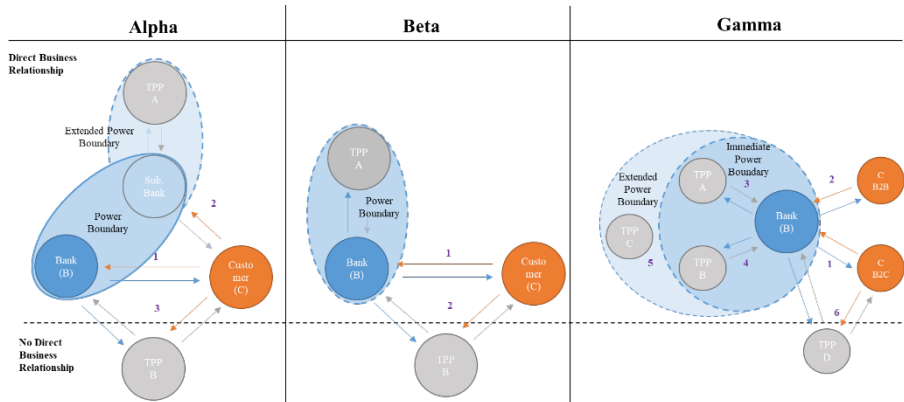 Alpha
Beta
Gamma
Direct Business
Relationship
TPP
A
Extended Power
Boundary
Sub.
Bank
2
Power
Boundary
Bank
(B)
1
Custo
mer
(C)
3
No Direct
Business
Relationship
TPP
B
TPP
A
Power
Boundary
Bank
(B)
1
Custo
mer
(C)
2
TPP
B
Immediate
Power
Boundary
Extended
Power
Boundary
TPP
A
3
2
C
B2B
Bank
(B)
TPP
C
5
TPP
B
4
1
C
B2C
6
TPP
D